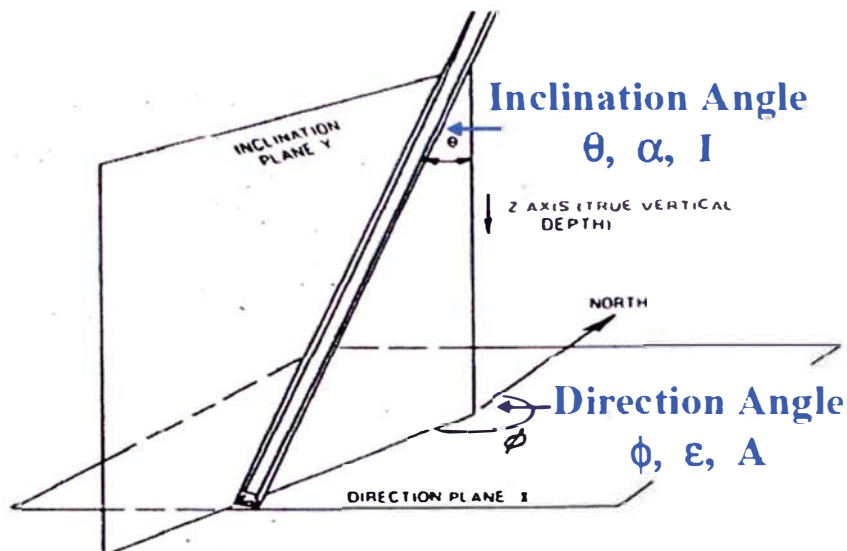 INCLINATION
PLANE Y
Inclination Angle
θ, α, I
θ
Z AXIS (TRUE VERTICAL
DEPTH)
NORTH
Direction Angle
ϕ, ε, A
ϕ
DIRECTION PLANE X